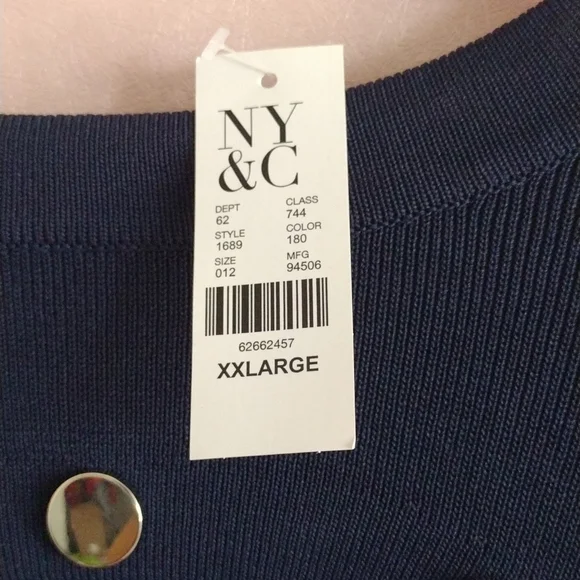 NY
&C
DEPT CLASS
62 744
STYLE COLOR
1689 180
SIZE MFG
012 94506
62662457
XXLARGE